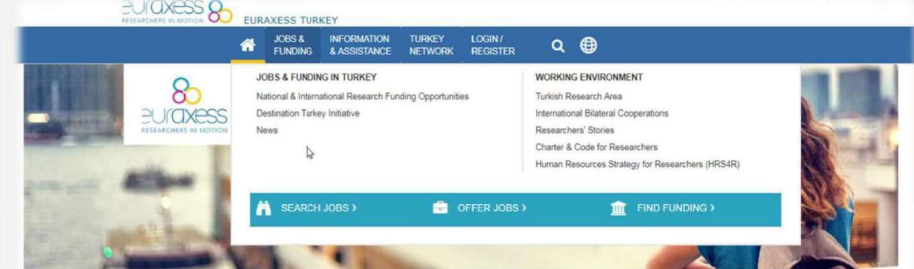 euraxess
RESEARCHERS IN MOTION
EURAXESS TURKEY
JOBS &
FUNDING
INFORMATION
& ASSISTANCE
TURKEY
NETWORK
LOGIN /
REGISTER
euraxess
RESEARCHERS IN MOTION
JOBS & FUNDING IN TURKEY
National & International Research Funding Opportunities
Destination Tarkey Initiative
News
WORKING ENVIRONMENT
Turkish Research Area
International Bilateral Cooperations
Researchers' Stories
Charter & Code for Researchers
Human Resources Strategy for Researchers (HRS4R)
SEARCH JOBS >
OFFER JOBS >
FIND FUNDING >